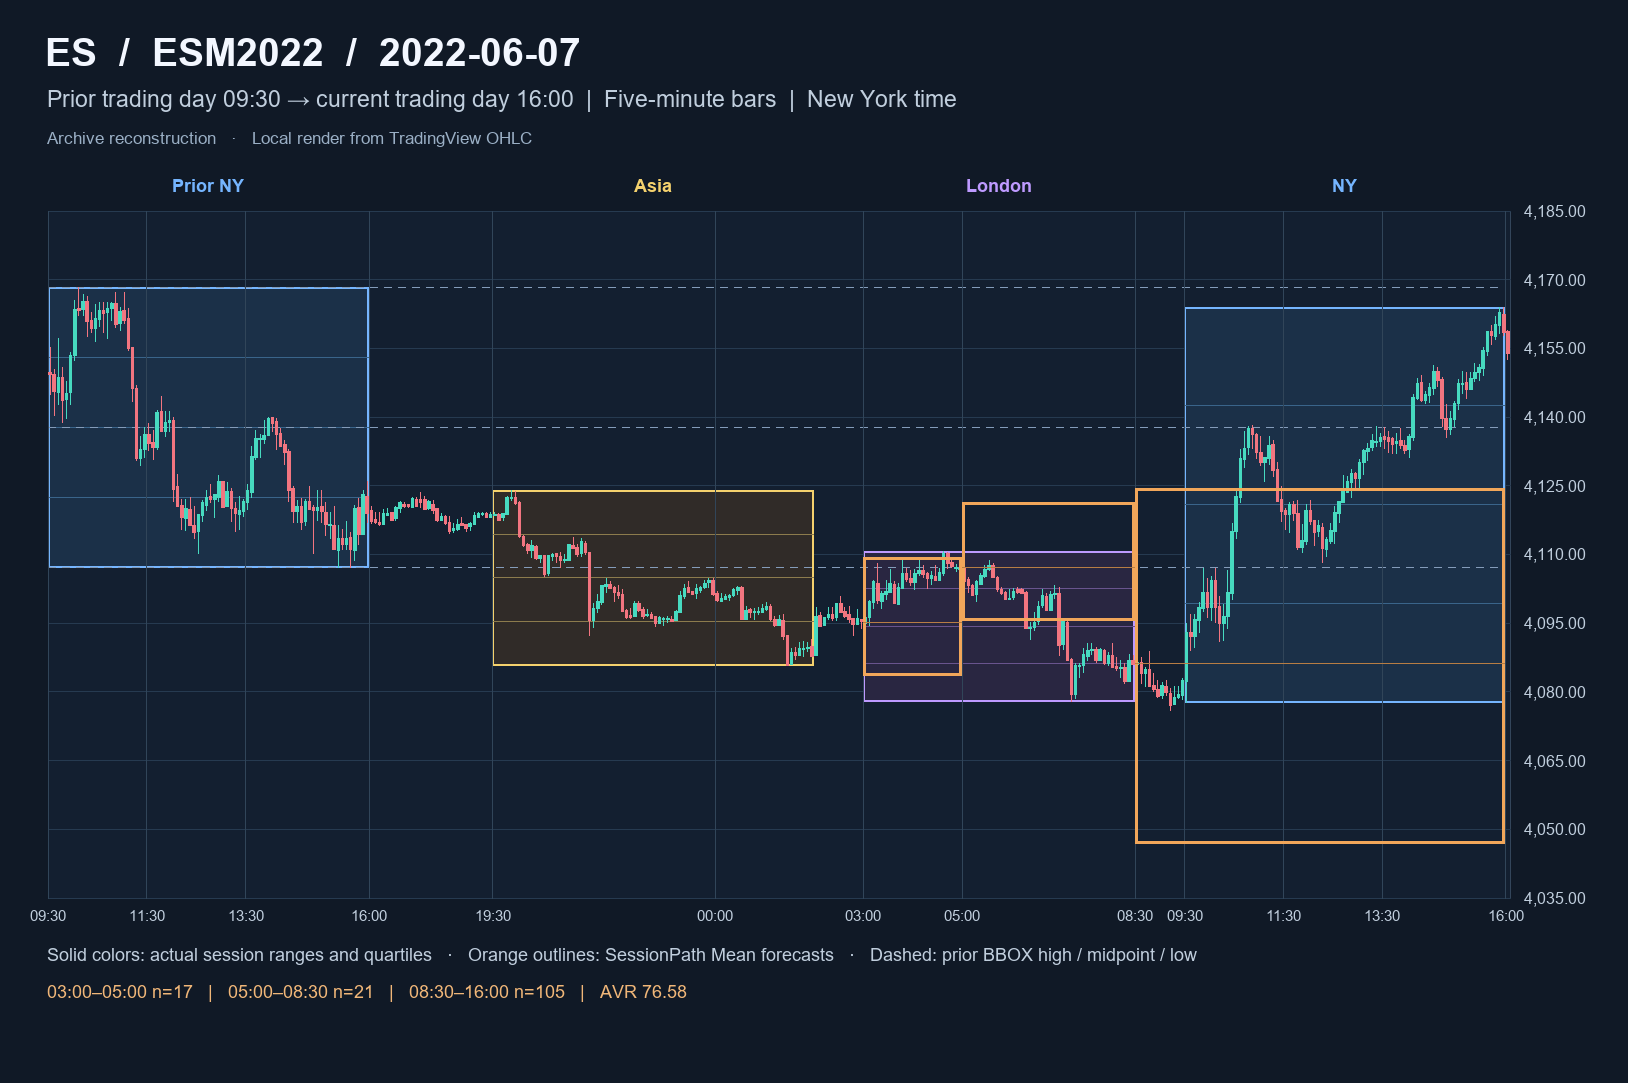 ES / ESM2022 / 2022-06-07
Prior trading day 09:30 → current trading day 16:00 | Five-minute bars | New York time
Archive reconstruction · Local render from TradingView OHLC
Prior NY Asia London NY
4,185.00
4,170.00
4,155.00
4,140.00
4,125.00
4,110.00
4,095.00
4,080.00
4,065.00
4,050.00
4,035.00
09:30 11:30 13:30 16:00 19:30 00:00 03:00 05:00 08:30 09:30 11:30 13:30 16:00
Solid colors: actual session ranges and quartiles · Orange outlines: SessionPath Mean forecasts · Dashed: prior BBOX high / midpoint / low
03:00–05:00 n=17 | 05:00–08:30 n=21 | 08:30–16:00 n=105 | AVR 76.58